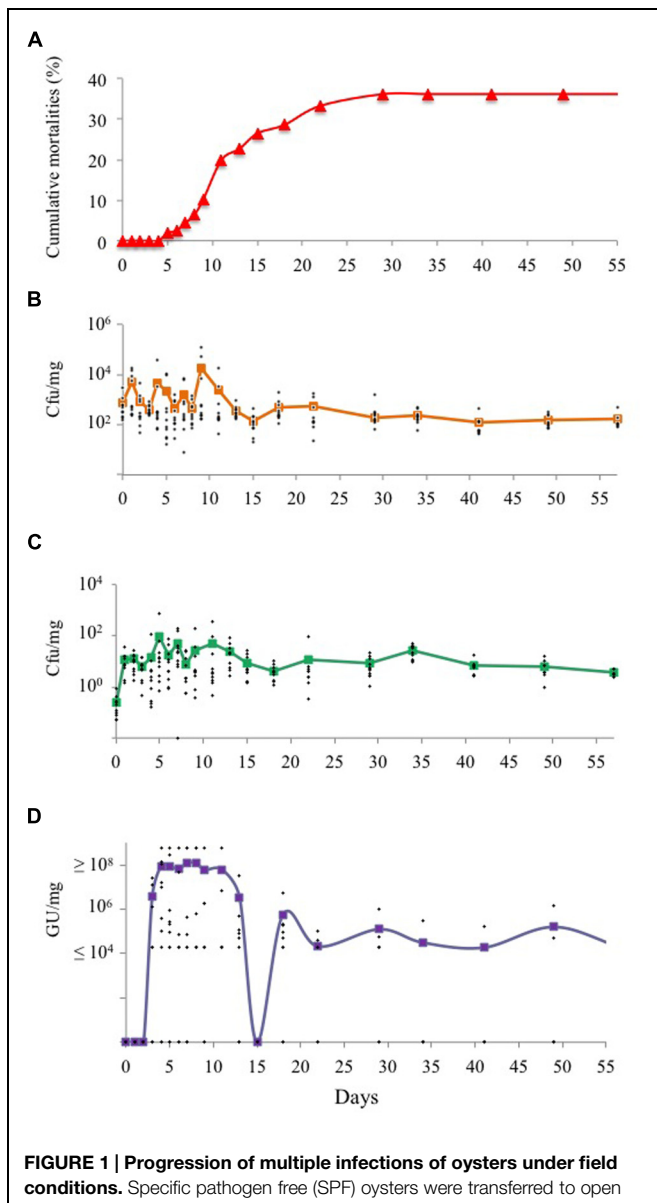 A
Cumulative mortalities (%)
40
30
20
10
0
0 5 10 15 20 25 30 35 40 45 50 55
B
Cfu/mg
10⁶
10⁴
10²
0 5 10 15 20 25 30 35 40 45 50 55
C
Cfu/mg
10⁴
10²
10⁰
0 5 10 15 20 25 30 35 40 45 50 55
D
GU/mg
≥ 10⁸
10⁶
≤ 10⁴
0 5 10 15 20 25 30 35 40 45 50 55
Days
FIGURE 1 | Progression of multiple infections of oysters under field
conditions. Specific pathogen free (SPF) oysters were transferred to open